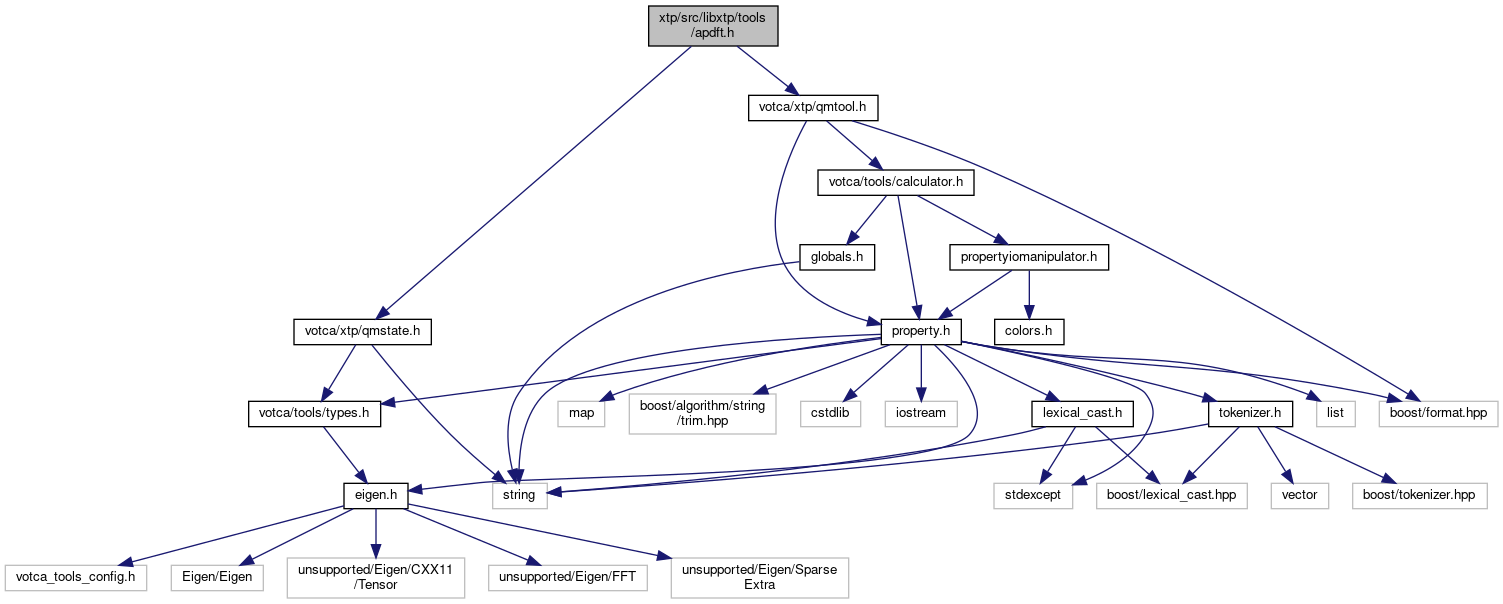 xtp/src/libxtp/tools
/apdft.h
votca/xtp/qmtool.h
votca/tools/calculator.h
globals.h
propertyiomanipulator.h
votca/xtp/qmstate.h
property.h
colors.h
votca/tools/types.h
map
boost/algorithm/string
/trim.hpp
cstdlib
iostream
lexical_cast.h
tokenizer.h
list
boost/format.hpp
eigen.h
string
stdexcept
boost/lexical_cast.hpp
vector
boost/tokenizer.hpp
votca_tools_config.h
Eigen/Eigen
unsupported/Eigen/CXX11
/Tensor
unsupported/Eigen/FFT
unsupported/Eigen/Sparse
Extra